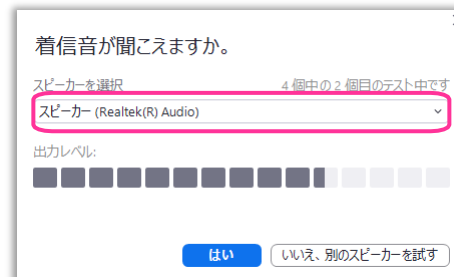 着信音が聞こえますか。
スピーカーを選択 4 個中の 2 個目のテスト中です
スピーカー (Realtek(R) Audio)
出力レベル:
はい いいえ、別のスピーカーを試す